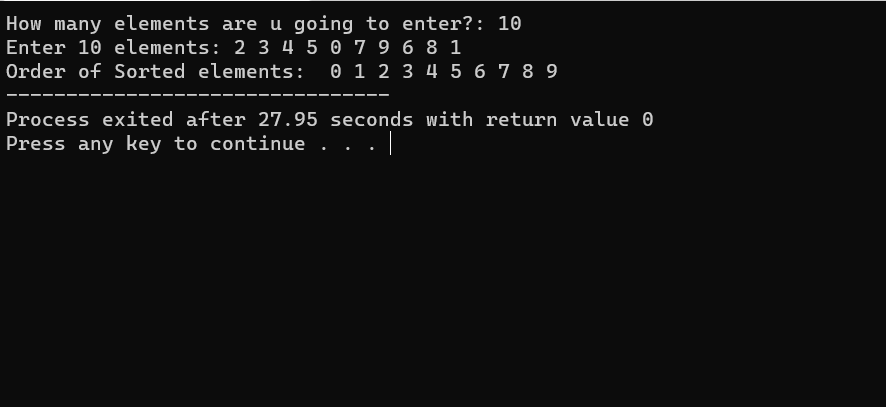 How many elements are u going to enter?: 10
Enter 10 elements: 2 3 4 5 0 7 9 6 8 1
Order of Sorted elements:  0 1 2 3 4 5 6 7 8 9
--------------------------------
Process exited after 27.95 seconds with return value 0
Press any key to continue . . .